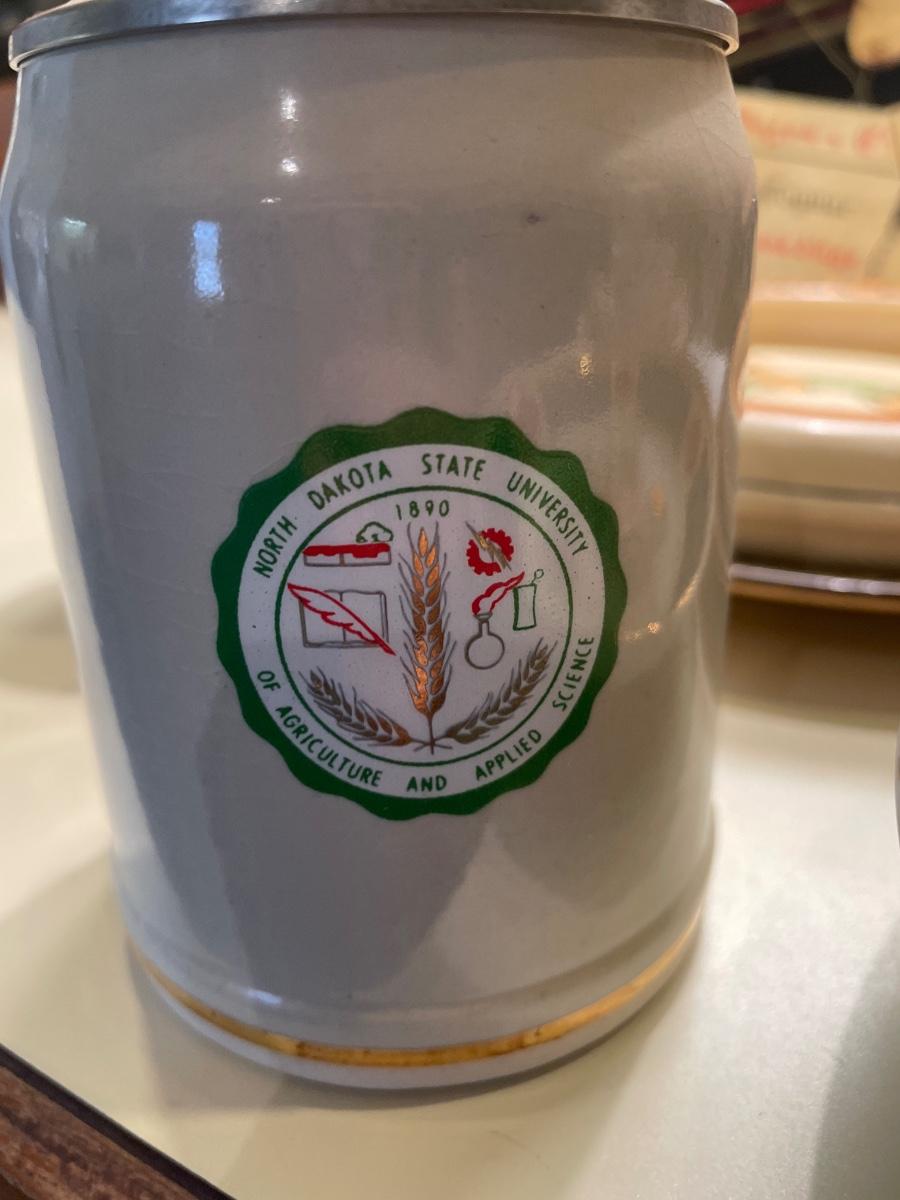 NORTH DAKOTA STATE UNIVERSITY
1890
OF AGRICULTURE AND APPLIED SCIENCE